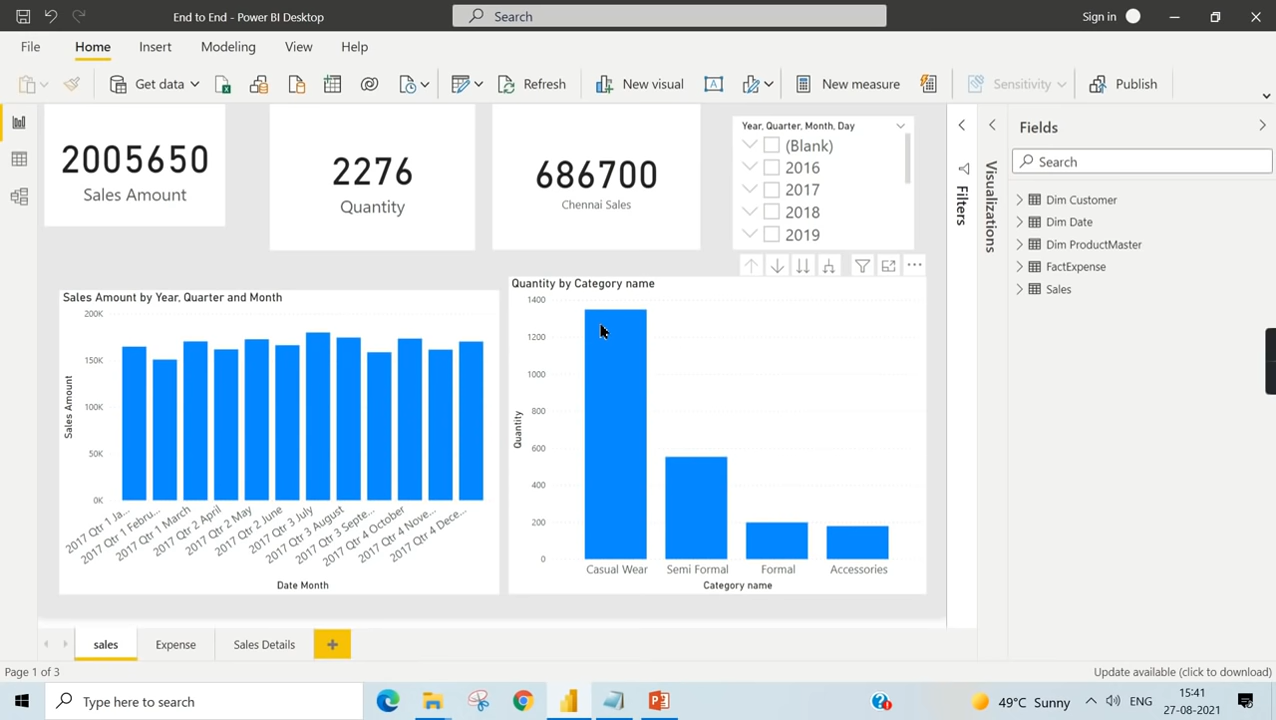 End to End - Power BI Desktop
Search
Sign in
File
Home
Insert
Modeling
View
Help
Get data
Refresh
New visual
New measure
Sensitivity
Publish
2005650
Sales Amount
2276
Quantity
686700
Chennai Sales
Year, Quarter, Month, Day
(Blank)
2016
2017
2018
2019
Filters
Visualizations
Fields
Search
Dim Customer
Dim Date
Dim ProductMaster
FactExpense
Sales
Sales Amount by Year, Quarter and Month
Sales Amount
200K
150K
100K
50K
0K
2017 Qtr 1 Ja...
2017 Qtr 1 Febru...
2017 Qtr 1 March
2017 Qtr 2 April
2017 Qtr 2 May
2017 Qtr 2 June
2017 Qtr 3 July
2017 Qtr 3 August
2017 Qtr 3 Septe...
2017 Qtr 4 October
2017 Qtr 4 Nove...
2017 Qtr 4 Dece...
Date Month
Quantity by Category name
Quantity
1400
1200
1000
800
600
400
200
0
Casual Wear
Semi Formal
Formal
Accessories
Category name
sales
Expense
Sales Details
Page 1 of 3
Update available (click to download)
Type here to search
49°C Sunny
ENG
15:41
27-08-2021